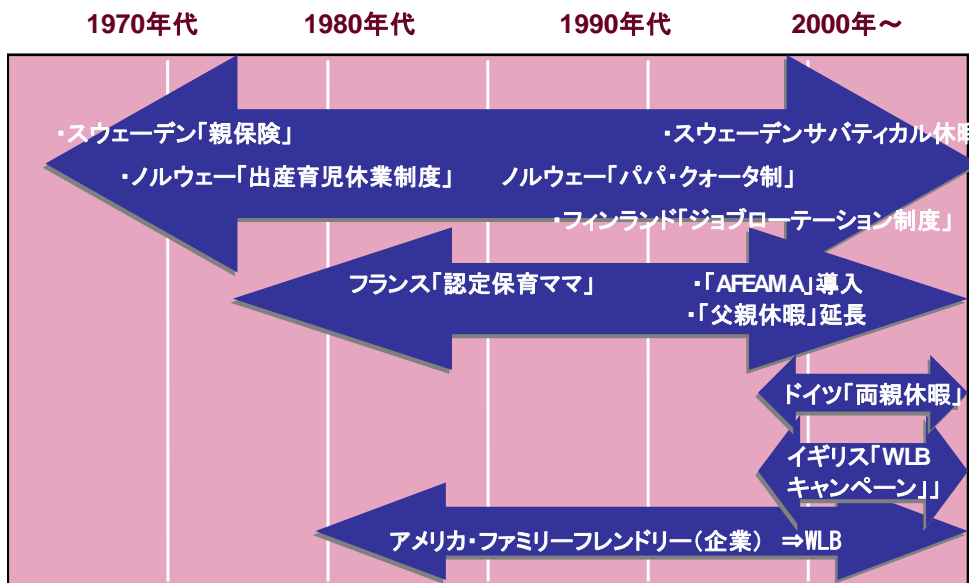 1970年代 1980年代 1990年代 2000年～
・スウェーデン「親保険」 ・スウェーデンサバティカル休暇
・ノルウェー「出産育児休業制度」 ノルウェー「パパ・クォータ制」
・フィンランド「ジョブローテーション制度」
フランス「認定保育ママ」 ・「AFEAMA」導入
・「父親休暇」延長
ドイツ「両親休暇」
イギリス「WLB
キャンペーン」」
アメリカ・ファミリーフレンドリー（企業） ⇒WLB